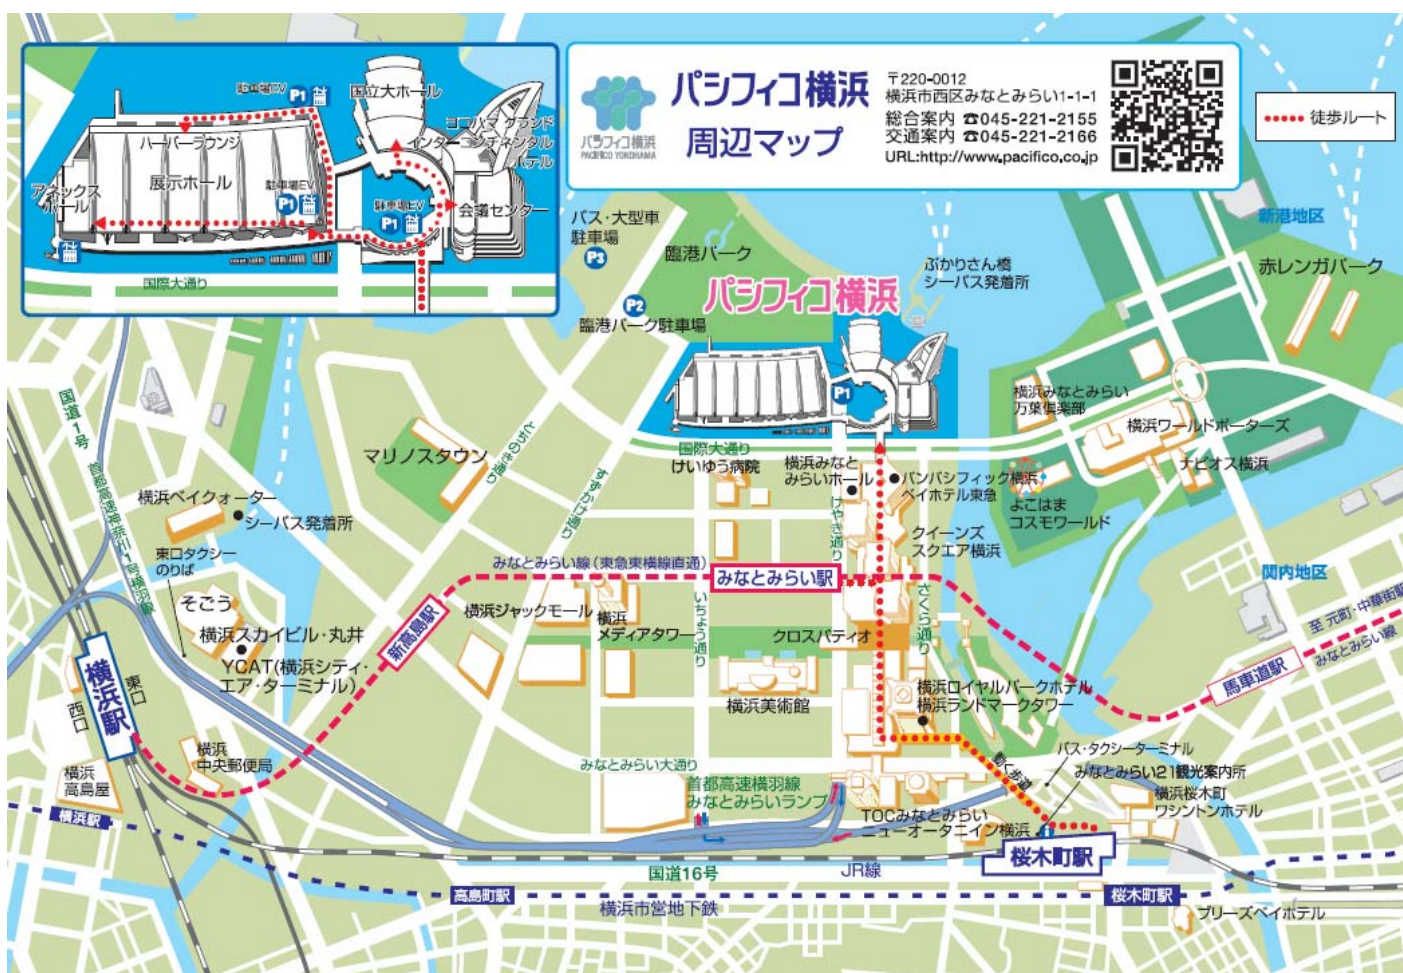 駐車場EV P1
国立大ホール
ヨコハマ グランド
インターコンチネンタル
ホテル
ハーバーラウンジ
展示ホール
アネックス
ホール
駐車場EV
P1
駐車場EV
P1
会議センター
国際大通り
パシフィコ横浜
PACIFICO YOKOHAMA
パシフィコ横浜
周辺マップ
〒220-0012
横浜市西区みなとみらい1-1-1
総合案内 ☎045-221-2155
交通案内 ☎045-221-2166
URL:http://www.pacifico.co.jp
徒歩ルート
バス・大型車
駐車場
P3
臨港パーク
P2
臨港パーク駐車場
パシフィコ横浜
P1
ぷかりさん橋
シーバス発着所
新港地区
赤レンガパーク
横浜みなとみらい
万葉倶楽部
横浜ワールドポーターズ
ナビオス横浜
よこはま
コスモワールド
国道1号
首都高速神奈川1号横羽線
とちのき通り
すずかけ通り
マリノスタウン
国際大通り
けいゆう病院
横浜みなと
みらいホール
けやき通り
パンパシフィック横浜
ベイホテル東急
クイーンズ
スクエア横浜
横浜ベイクォーター
シーバス発着所
東口タクシー
のりば
そごう
横浜スカイビル・丸井
YCAT(横浜シティ・
エア・ターミナル)
みなとみらい線(東急東横線直通)
みなとみらい駅
新高島駅
横浜ジャックモール
横浜
メディアタワー
いちょう通り
クロスパティオ
さくら通り
関内地区
至 元町・中華街駅
みなとみらい線
馬車道駅
横浜駅
東口
西口
横浜美術館
横浜ロイヤルパークホテル
横浜ランドマークタワー
横浜
中央郵便局
横浜
高島屋
みなとみらい大通り
首都高速横羽線
みなとみらいランプ
動く歩道
バス・タクシーターミナル
みなとみらい21観光案内所
横浜桜木町
ワシントンホテル
TOCみなとみらい
ニューオータニイン横浜
桜木町駅
横浜駅
国道16号
JR線
高島町駅
横浜市営地下鉄
桜木町駅
ブリーズベイホテル